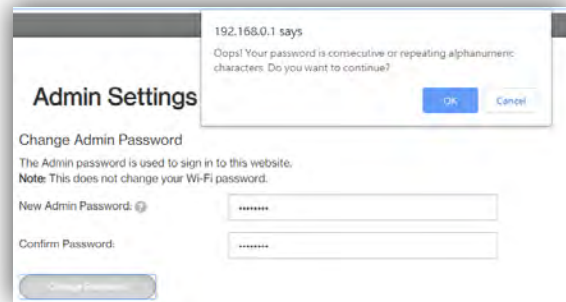 192.168.0.1 says
Oops! Your password is consecutive or repeating alphanumeric
characters. Do you want to continue?
OK
Cancel
Admin Settings
Change Admin Password
The Admin password is used to sign in to this website.
Note: This does not change your Wi-Fi password.
New Admin Password:
••••••••
Confirm Password:
••••••••
Change Password